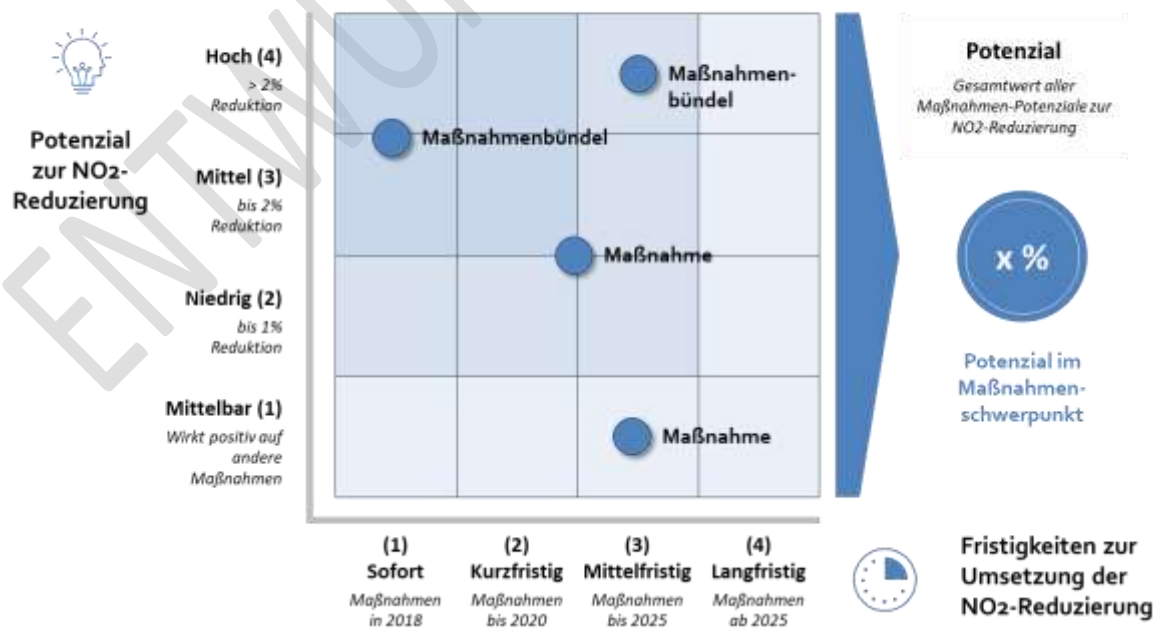 Potenzial
zur NO2-
Reduzierung
Hoch (4)
> 2%
Reduktion
Mittel (3)
bis 2%
Reduktion
Niedrig (2)
bis 1%
Reduktion
Mittelbar (1)
Wirkt positiv auf
andere
Maßnahmen
Maßnahmen-
bündel
Maßnahmenbündel
Maßnahme
Maßnahme
(1)
Sofort
Maßnahmen
in 2018
(2)
Kurzfristig
Maßnahmen
bis 2020
(3)
Mittelfristig
Maßnahmen
bis 2025
(4)
Langfristig
Maßnahmen
ab 2025
Potenzial
Gesamtwert aller
Maßnahmen-Potenziale zur
NO2-Reduzierung
x %
Potenzial im
Maßnahmen-
schwerpunkt
Fristigkeiten zur
Umsetzung der
NO2-Reduzierung